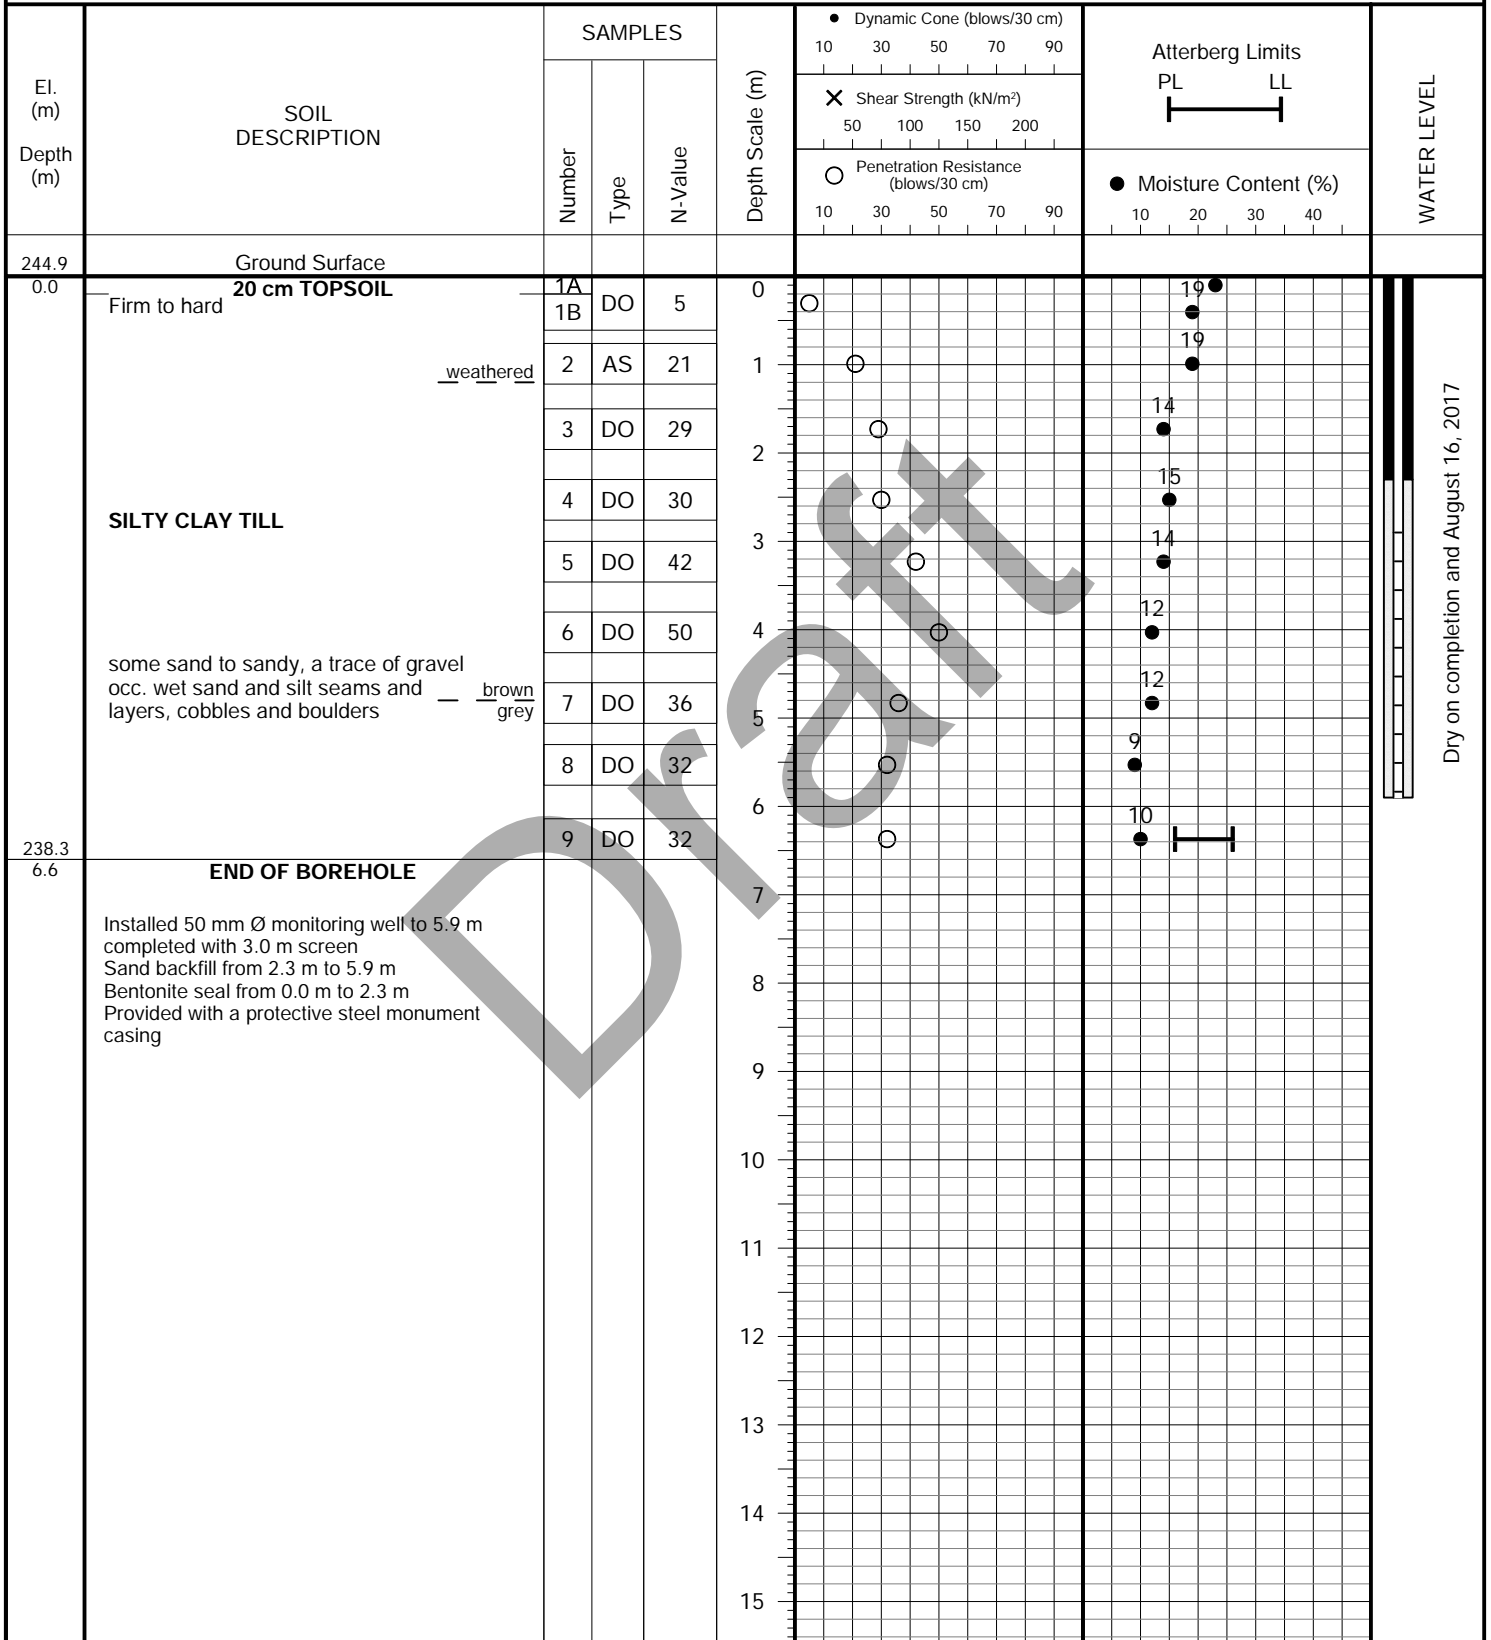 El.
(m)
Depth
(m)
SOIL
DESCRIPTION
SAMPLES
Number
Type
N-Value
Depth Scale (m)
Dynamic Cone (blows/30 cm)
10 30 50 70 90
Shear Strength (kN/m²)
50 100 150 200
Penetration Resistance
(blows/30 cm)
10 30 50 70 90
Atterberg Limits
PL LL
Moisture Content (%)
10 20 30 40
WATER LEVEL
244.9
Ground Surface
0.0
20 cm TOPSOIL
Firm to hard
1A
1B DO 5
0
19
weathered
2 AS 21
1
19
3 DO 29
14
2
4 DO 30
15
SILTY CLAY TILL
3
5 DO 42
14
6 DO 50
4
12
some sand to sandy, a trace of gravel
occ. wet sand and silt seams and
layers, cobbles and boulders
brown
grey
7 DO 36
12
5
8 DO 32
9
6
9 DO 32
10
238.3
6.6
END OF BOREHOLE
7
Installed 50 mm Ø monitoring well to 5.9 m
completed with 3.0 m screen
Sand backfill from 2.3 m to 5.9 m
Bentonite seal from 0.0 m to 2.3 m
Provided with a protective steel monument
casing
8
9
10
11
12
13
14
15
Dry on completion and August 16, 2017
Draft